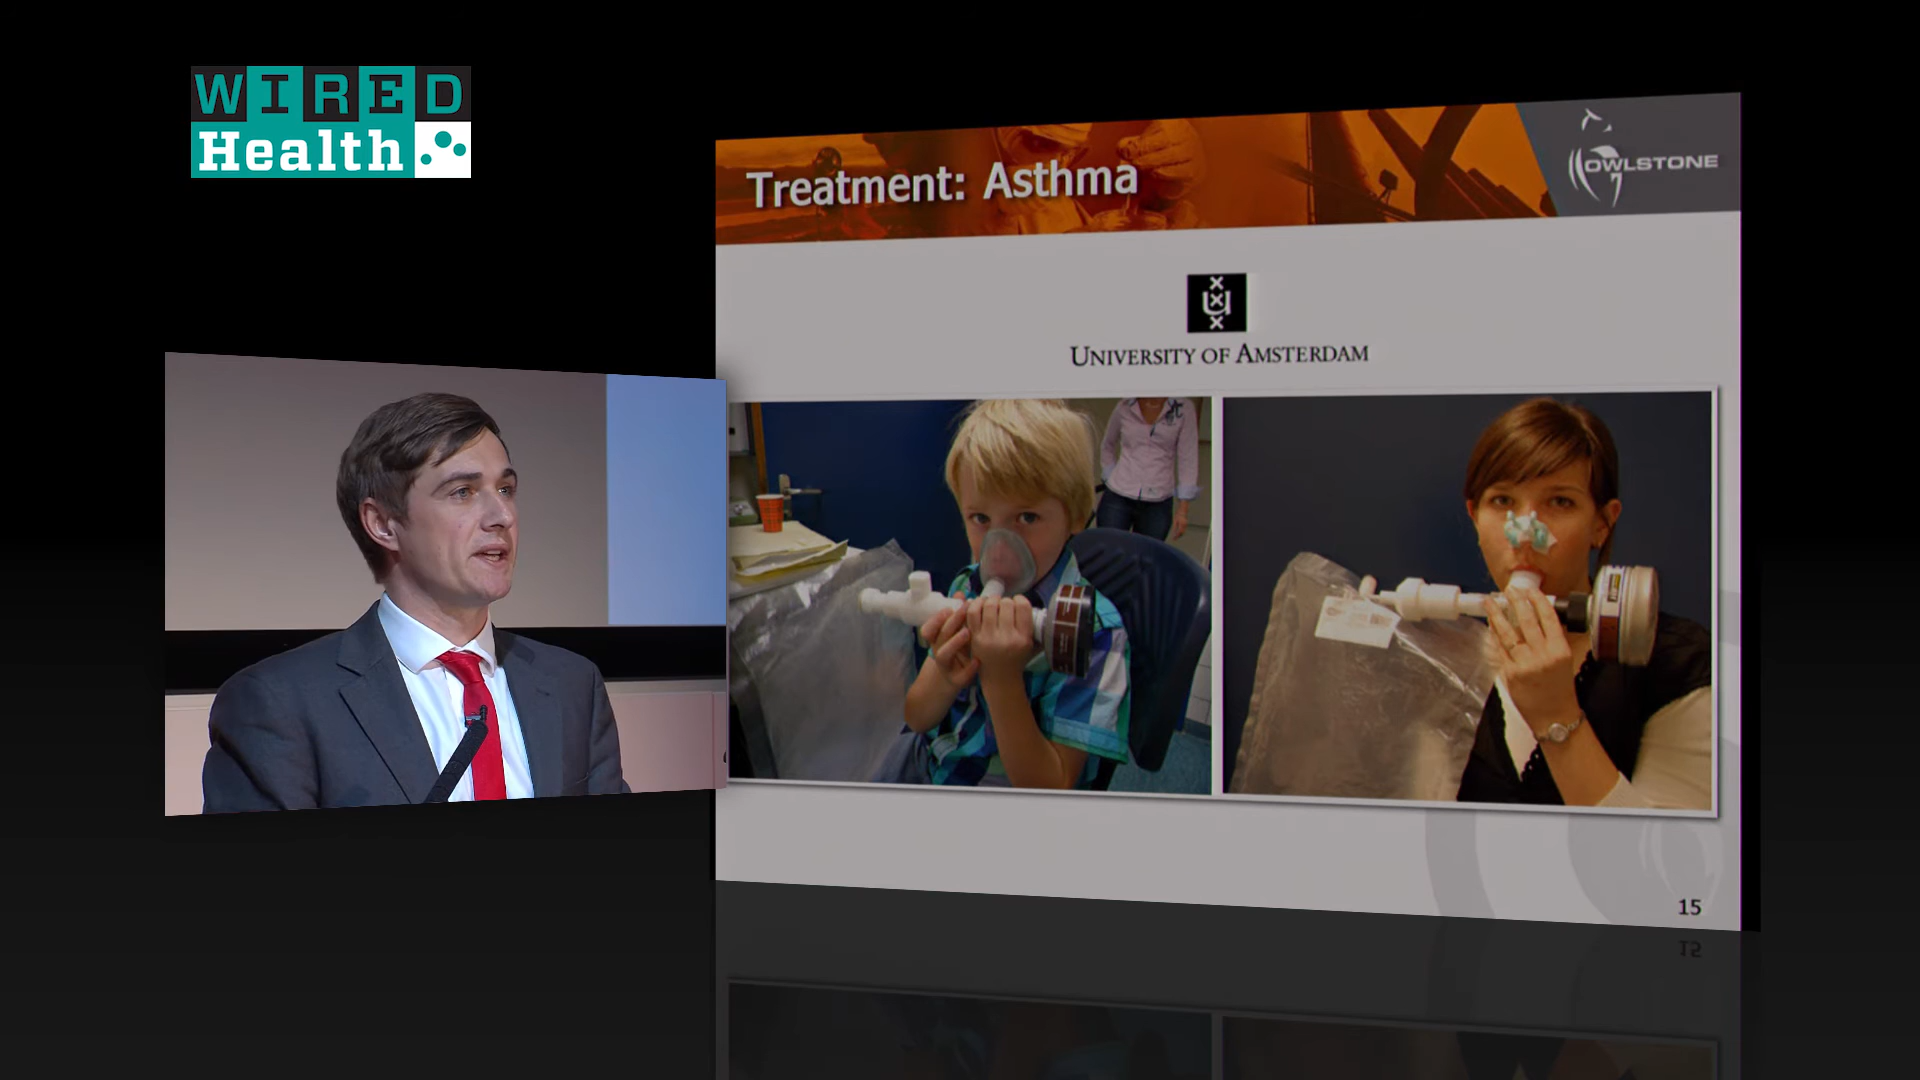 WIRED
Health
Treatment: Asthma
OWLSTONE
UNIVERSITY OF AMSTERDAM
15